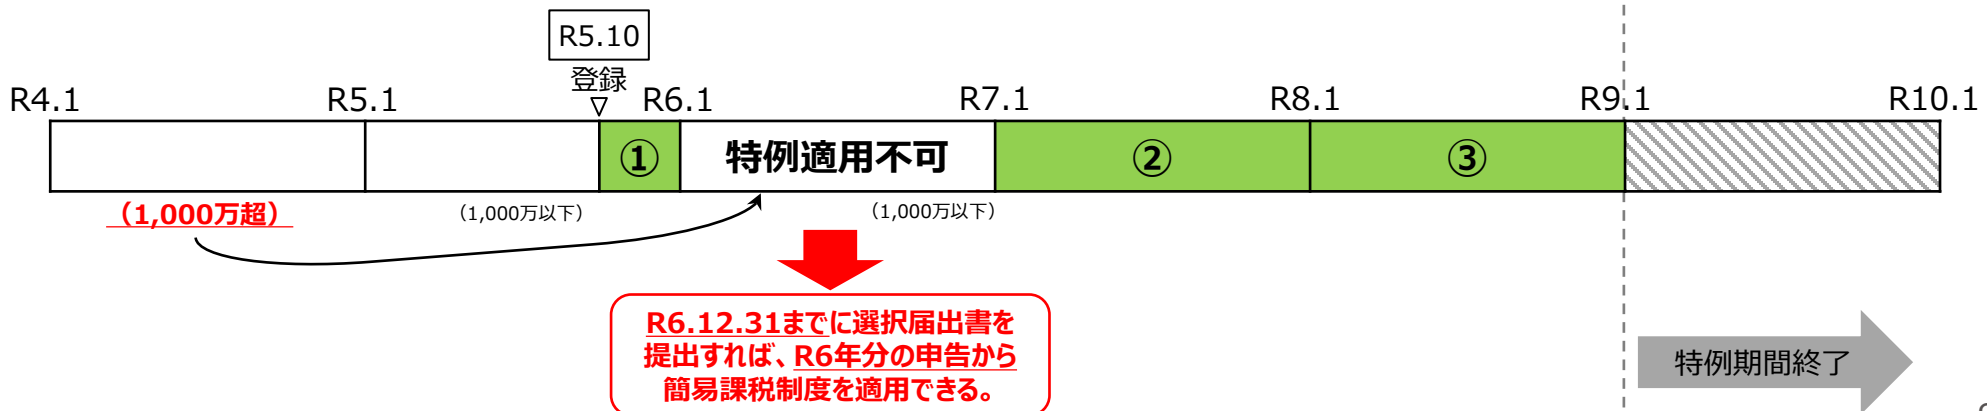 R5.10
登録
R4.1
R5.1
R6.1
R7.1
R8.1
R9.1
R10.1
①
特例適用不可
②
③
(1,000万超)
(1,000万以下)
(1,000万以下)
R6.12.31までに選択届出書を
提出すれば、R6年分の申告から
簡易課税制度を適用できる。
特例期間終了